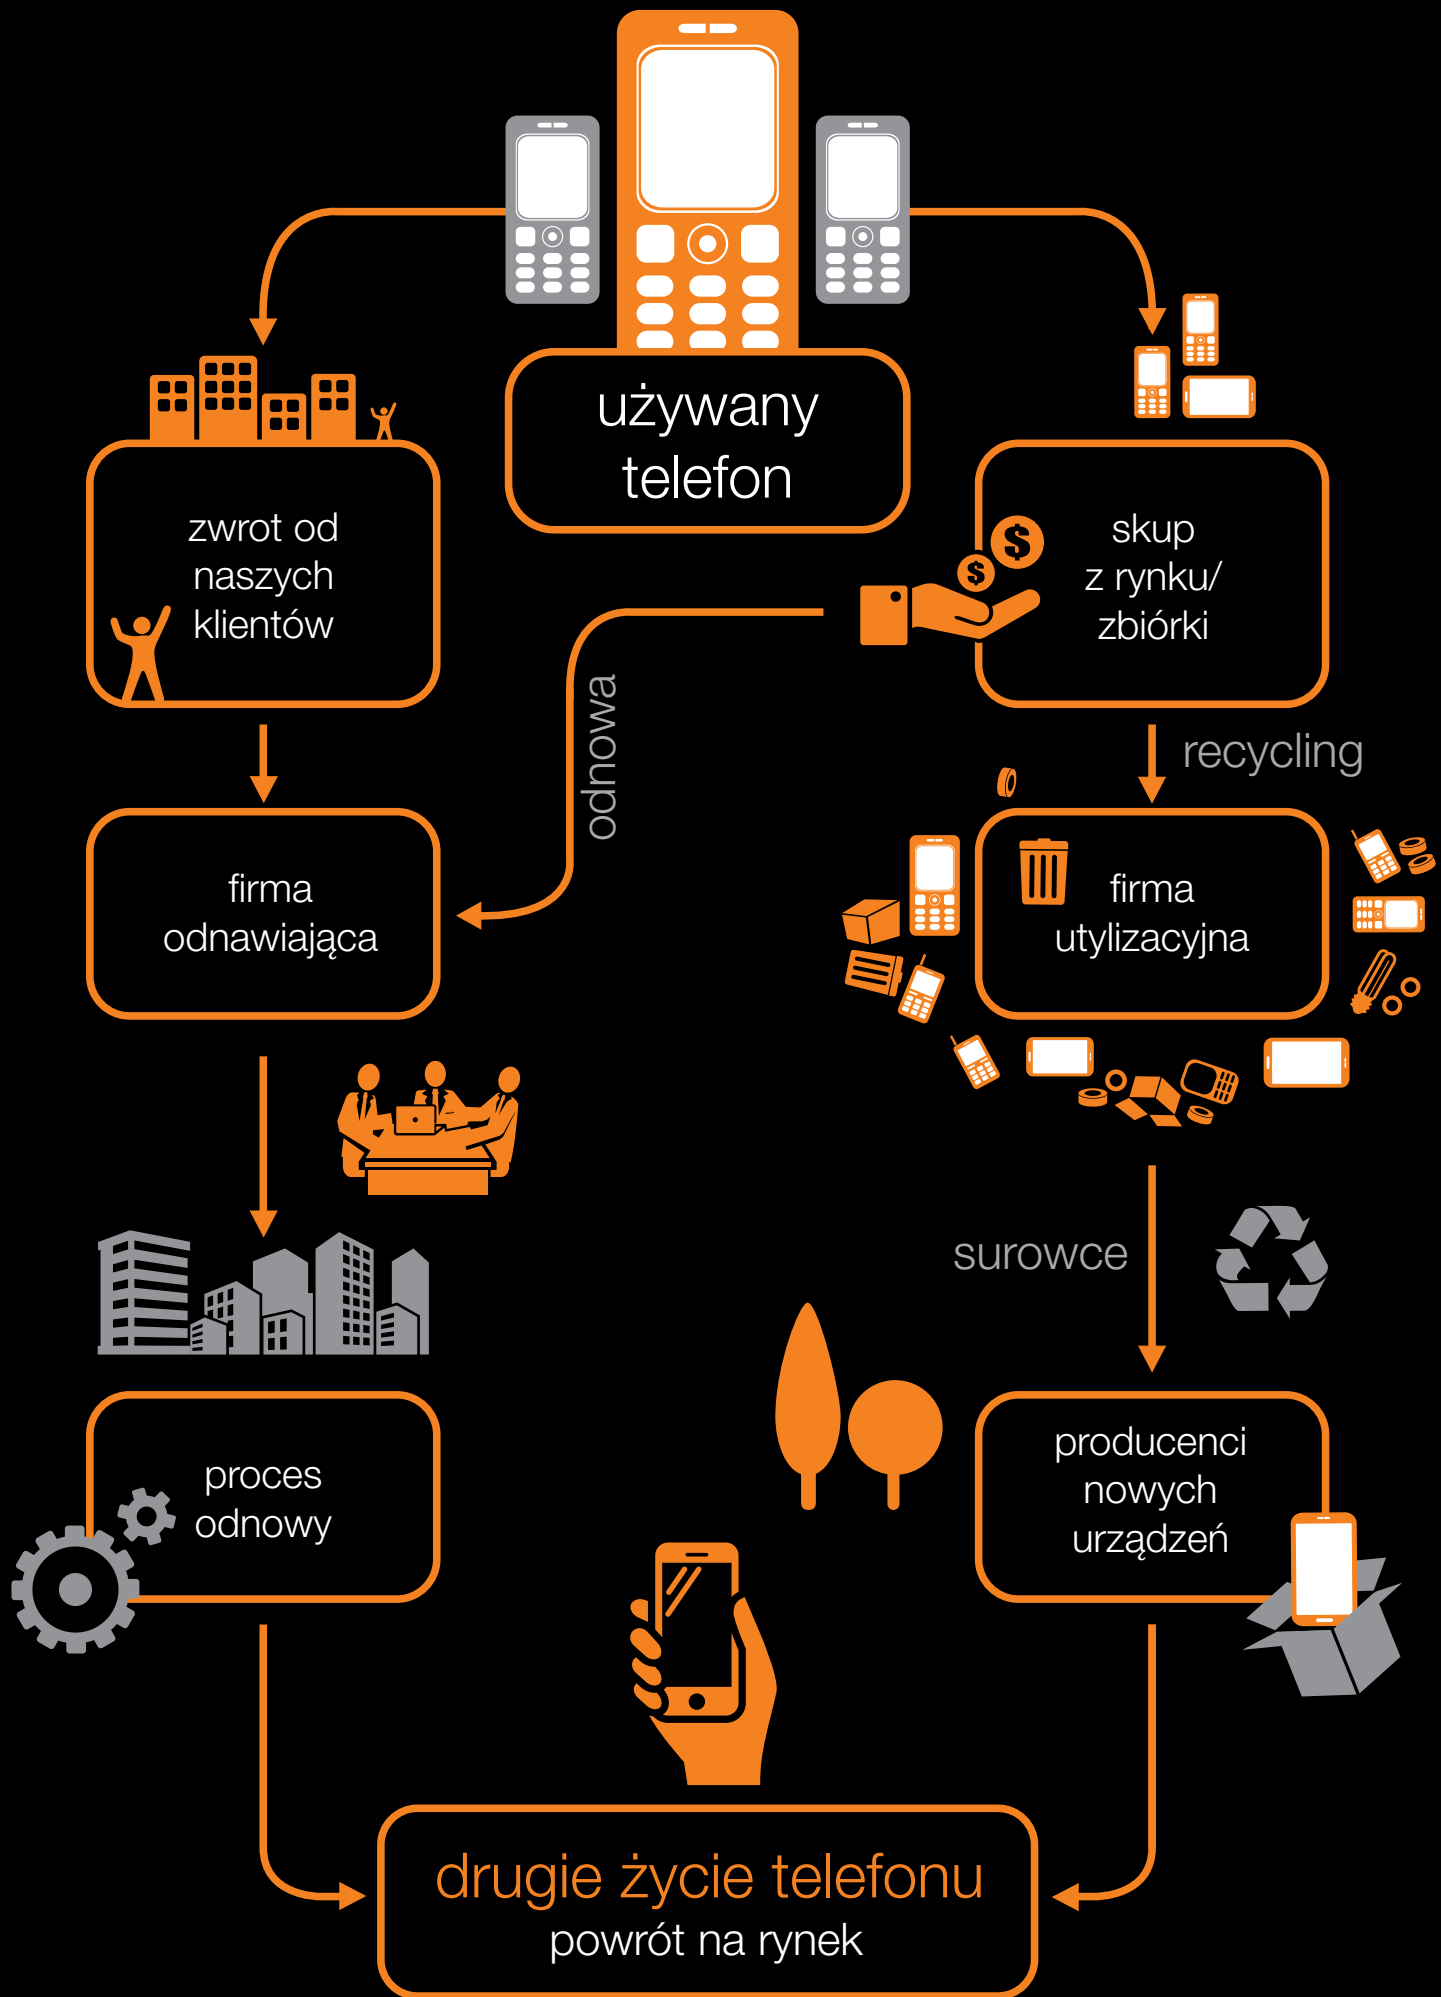 używany
telefon
zwrot od
naszych
klientów
skup
z rynku/
zbiórki
odnowa
recycling
firma
odnawiająca
firma
utylizacyjna
surowce
proces
odnowy
producenci
nowych
urządzeń
drugie życie telefonu
powrót na rynek